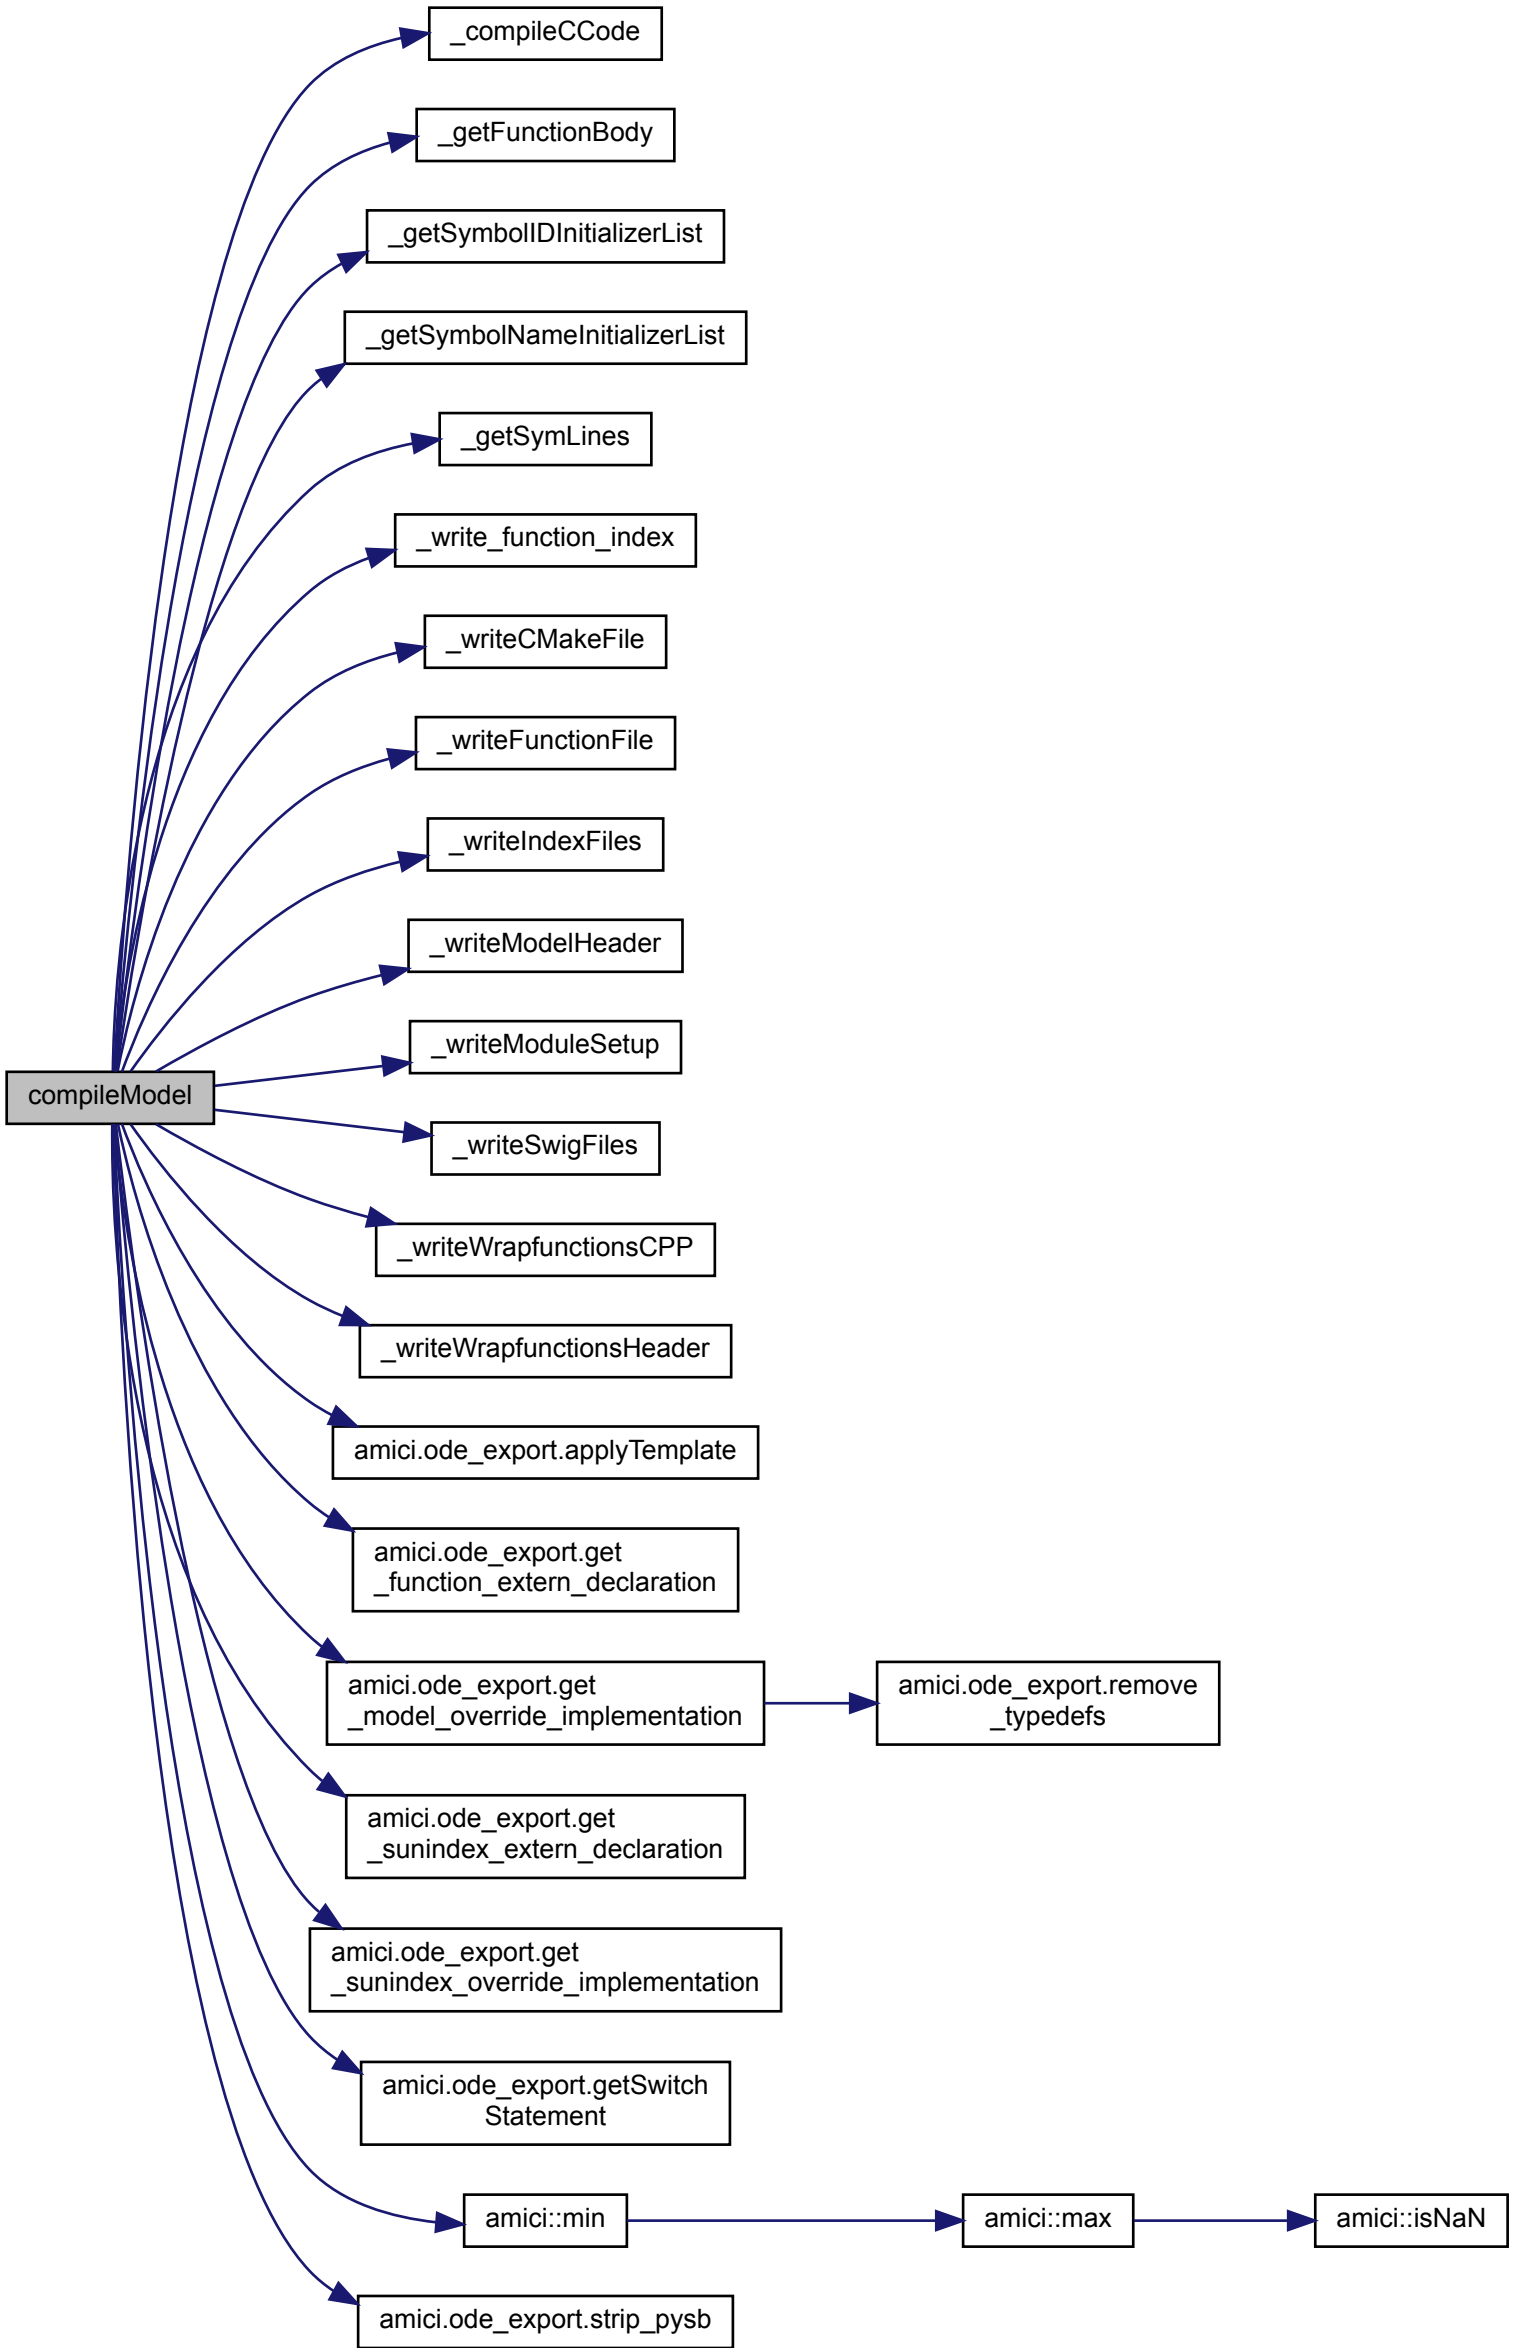 _compileCCode
_getFunctionBody
_getSymbolIDInitializerList
_getSymbolNameInitializerList
_getSymLines
_write_function_index
_writeCMakeFile
_writeFunctionFile
_writeIndexFiles
_writeModelHeader
_writeModuleSetup
compileModel
_writeSwigFiles
_writeWrapfunctionsCPP
_writeWrapfunctionsHeader
amici.ode_export.applyTemplate
amici.ode_export.get
_function_extern_declaration
amici.ode_export.get
_model_override_implementation
amici.ode_export.remove
_typedefs
amici.ode_export.get
_sunindex_extern_declaration
amici.ode_export.get
_sunindex_override_implementation
amici.ode_export.getSwitch
Statement
amici::min
amici::max
amici::isNaN
amici.ode_export.strip_pysb